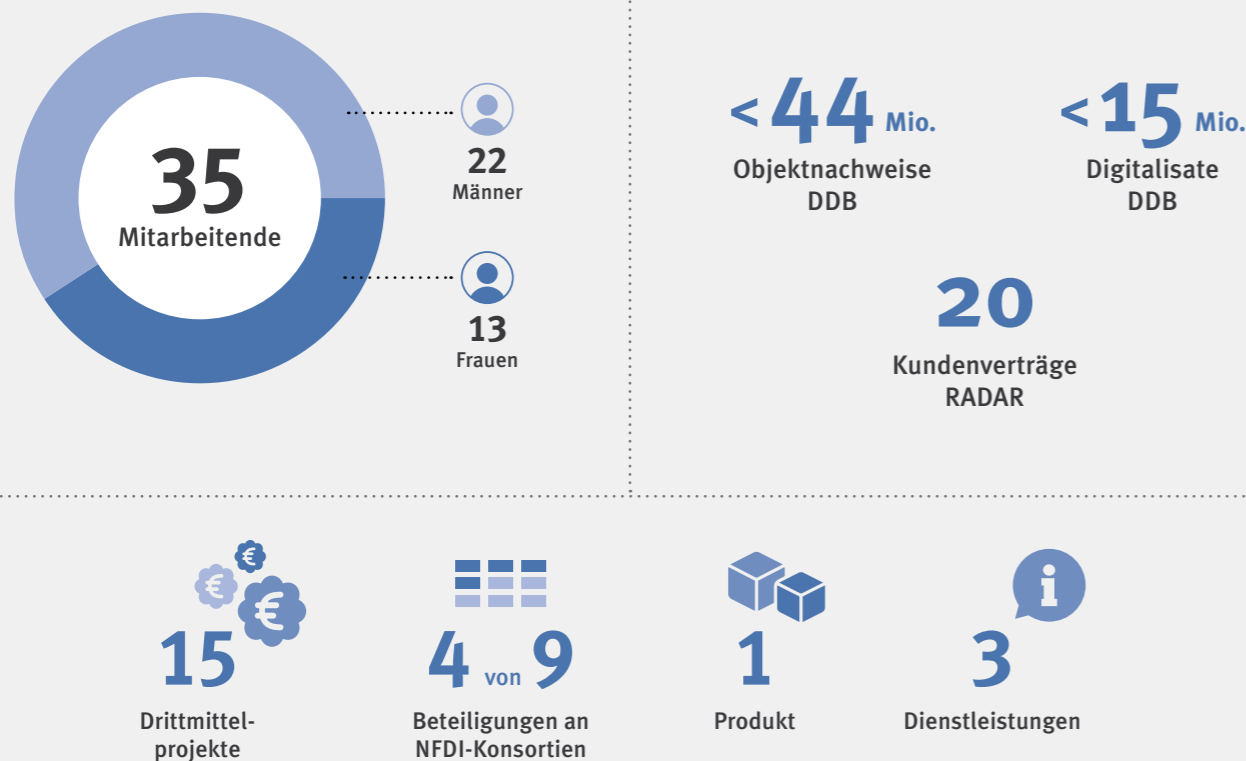 35
Mitarbeitende
22
Männer
13
Frauen
< 44 Mio.
Objektnachweise
DDB
< 15 Mio.
Digitalisate
DDB
20
Kundenverträge
RADAR
€
€
€
15
Drittmittel-
projekte
4 von 9
Beteiligungen an
NFDI-Konsortien
1
Produkt
i
3
Dienstleistungen